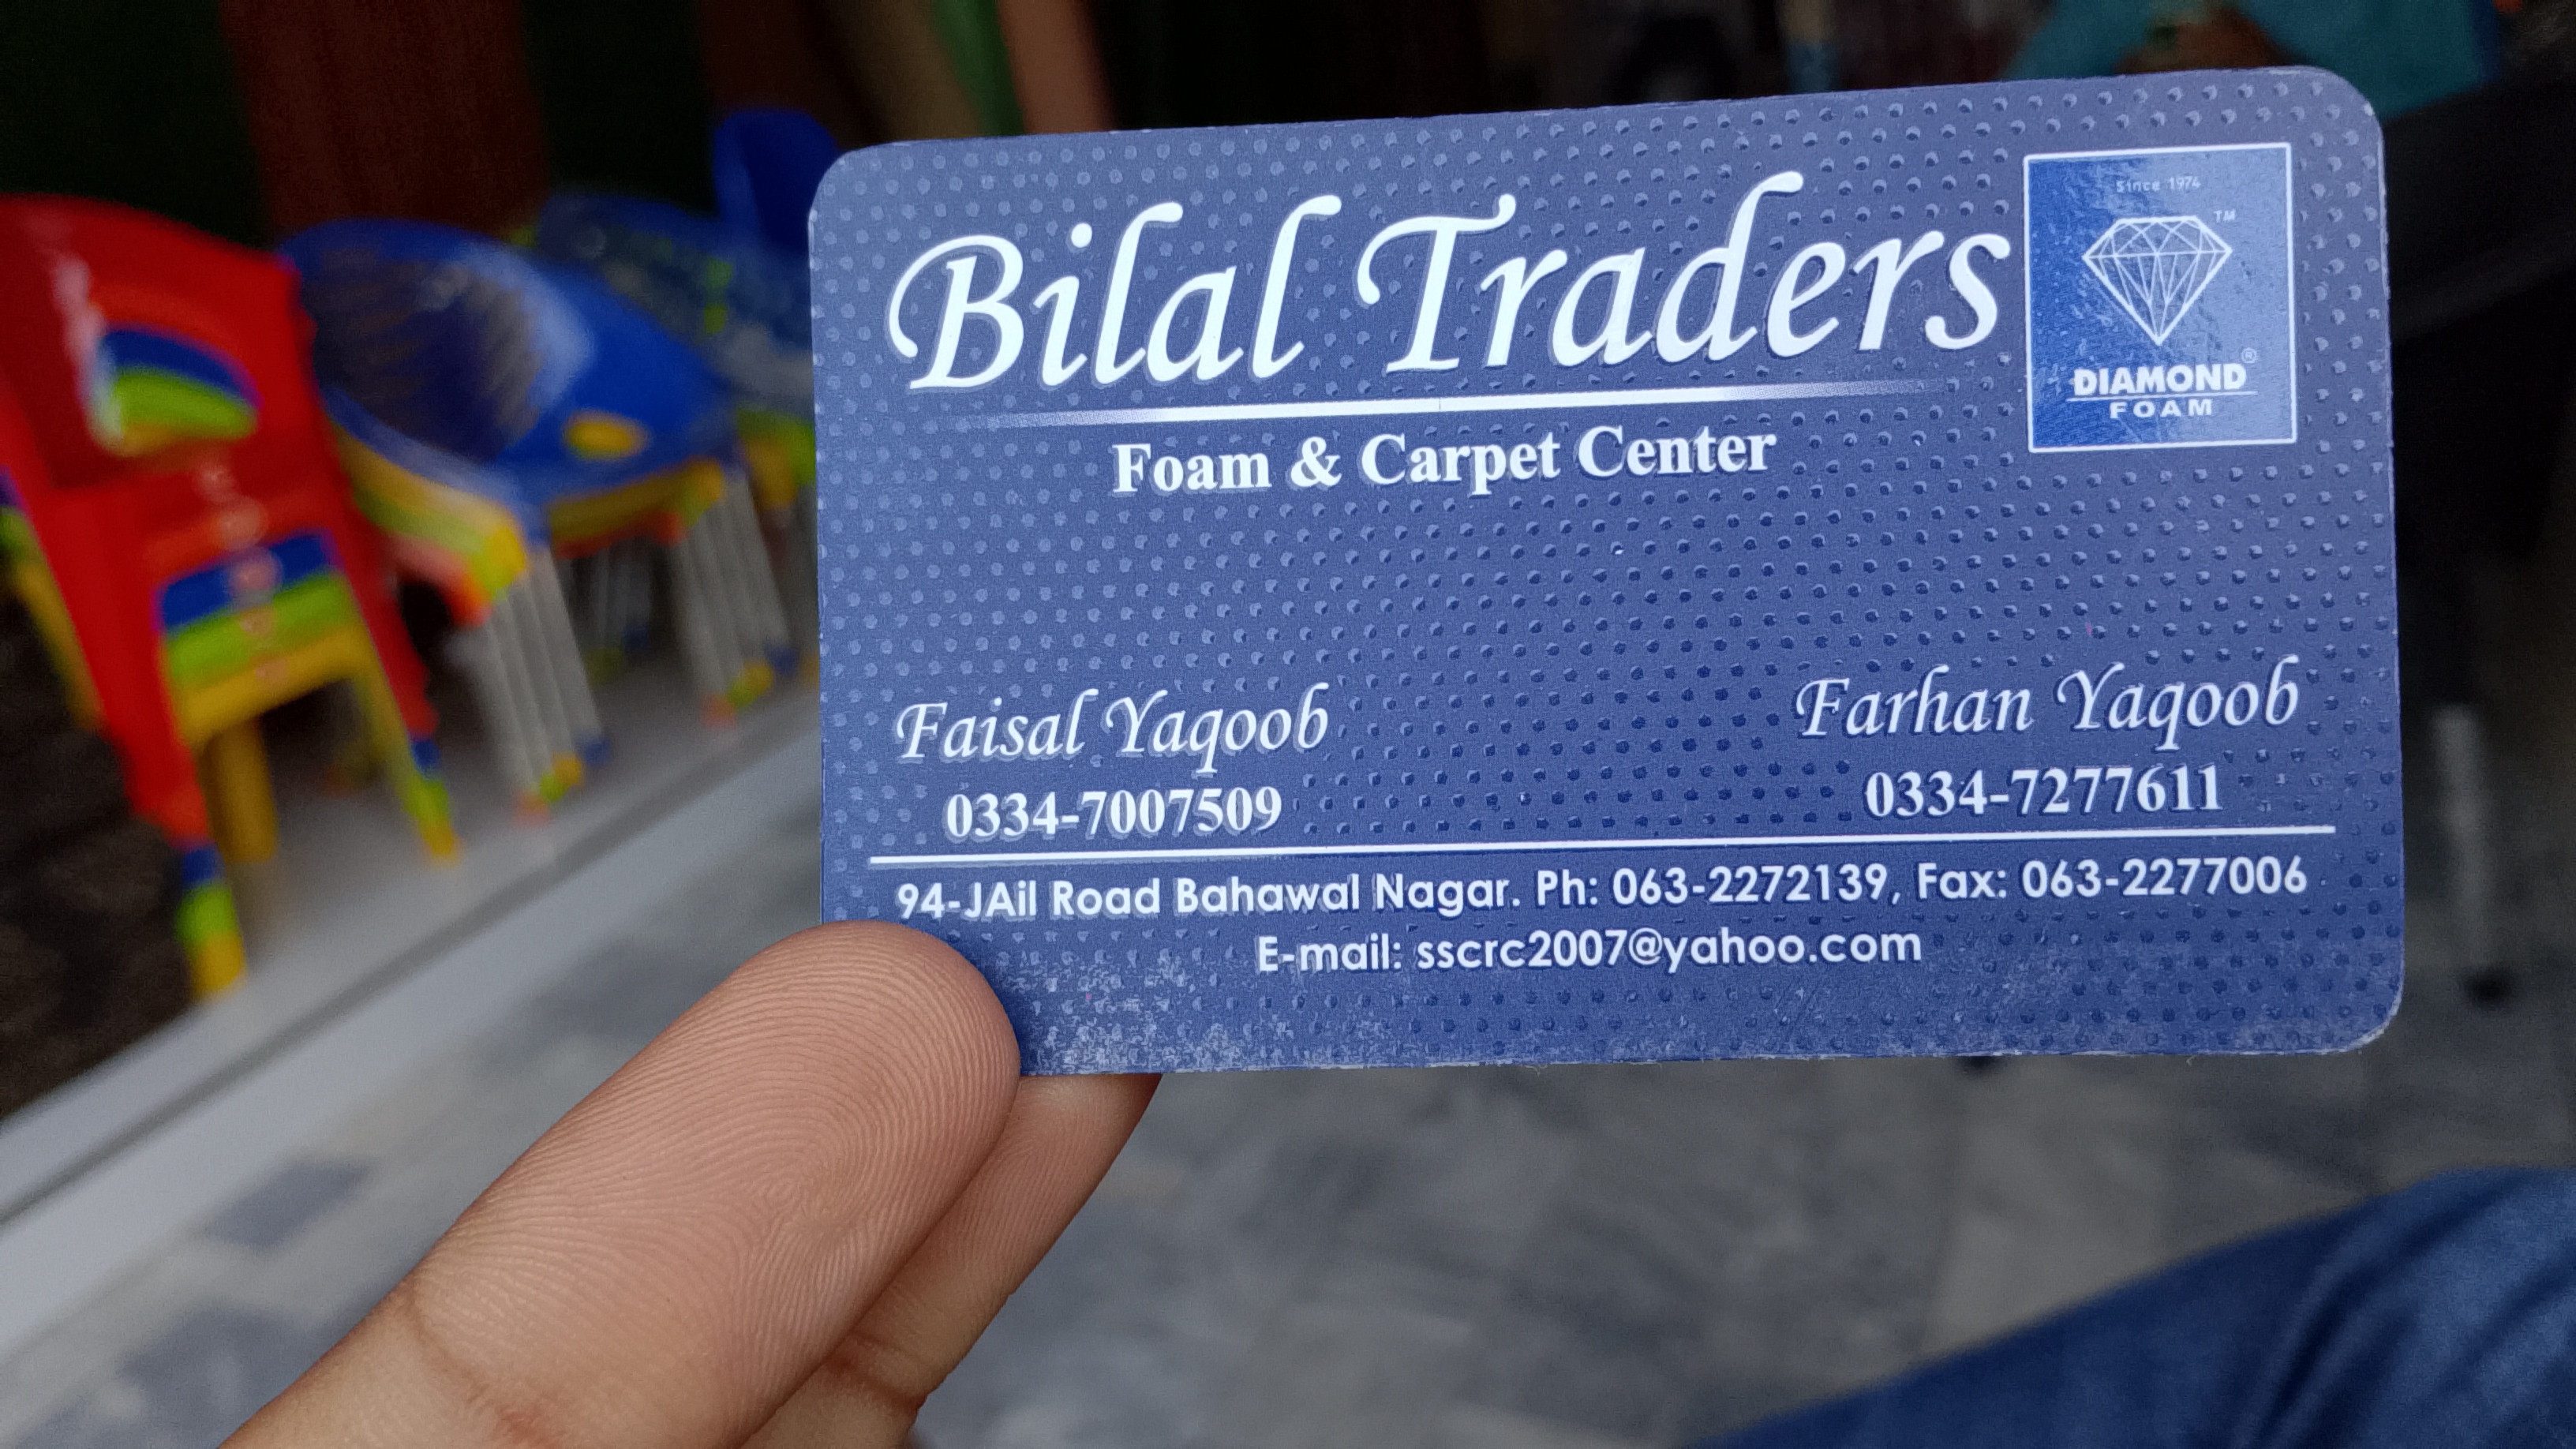 Bilal Traders
Since 1974
TM
DIAMOND®
FOAM
Foam & Carpet Center
Faisal Yaqoob
0334-7007509
Farhan Yaqoob
0334-7277611
94-JAil Road Bahawal Nagar. Ph: 063-2272139, Fax: 063-2277006
E-mail: sscrc2007@yahoo.com